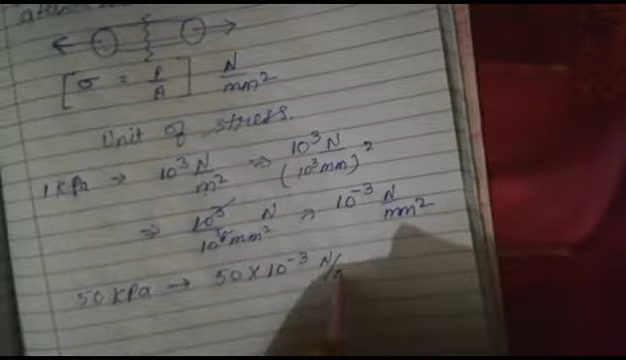 [σ = P/A] N/mm²
Unit of stress.
1 KPa → 10³ N/m² ⇒ 10³ N/(10³ mm)²
⇒ 10³/10⁶ N/mm² ⇒ 10⁻³ N/mm²
50 KPa → 50 × 10⁻³ N/